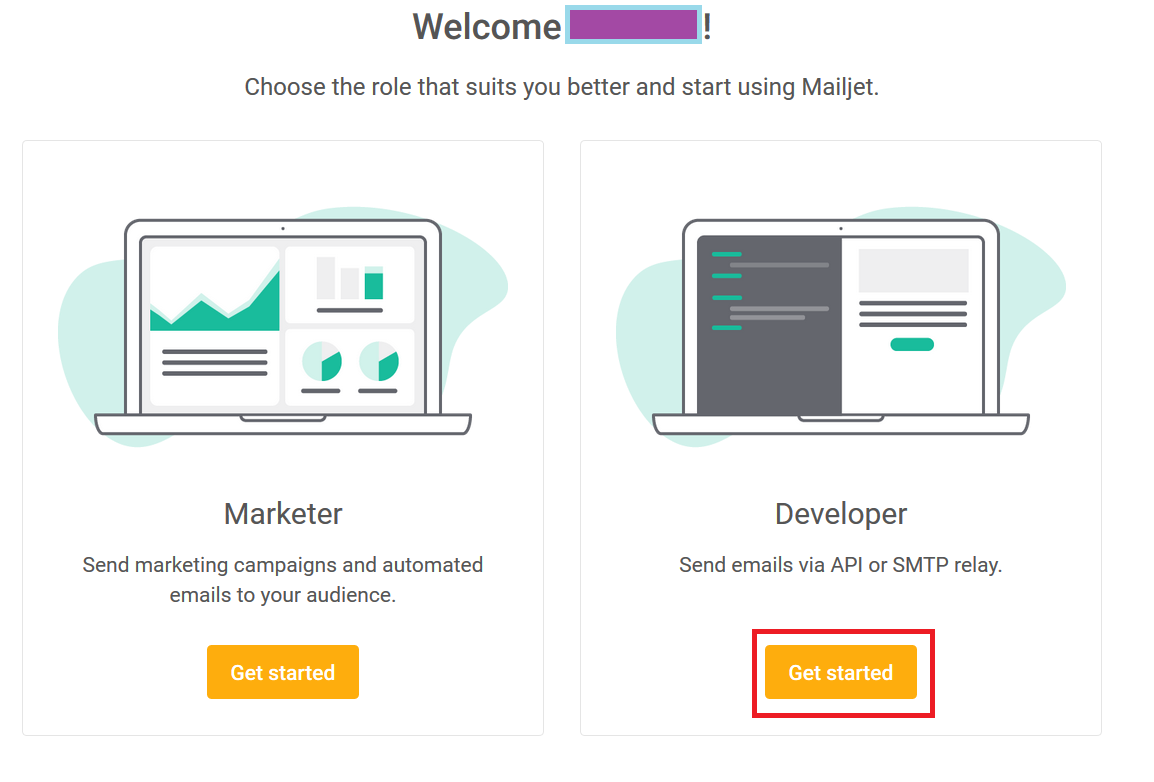 Welcome !
Choose the role that suits you better and start using Mailjet.
Marketer
Send marketing campaigns and automated
emails to your audience.
Get started
Developer
Send emails via API or SMTP relay.
Get started